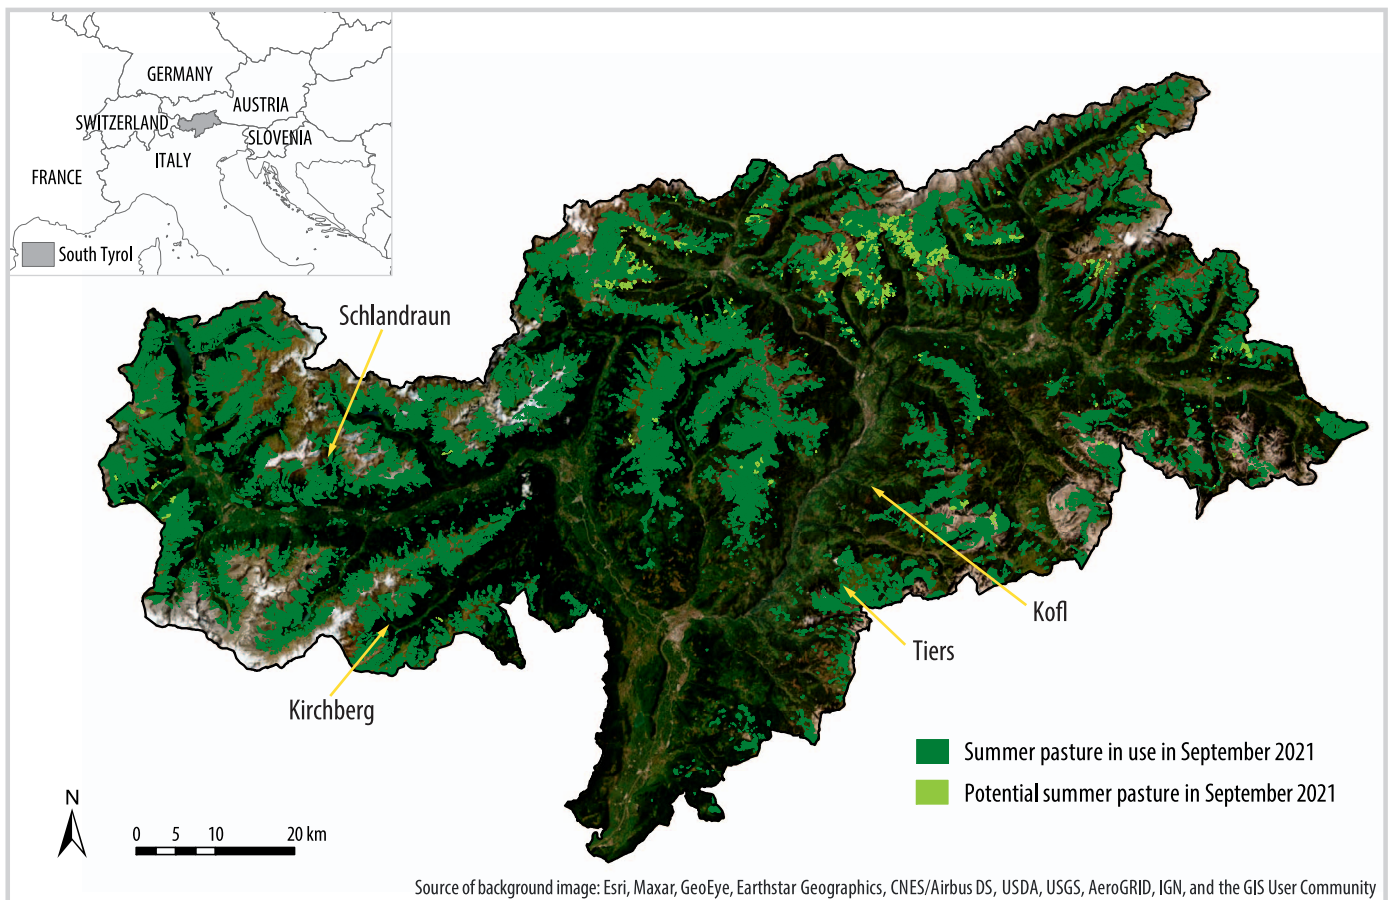 GERMANY
AUSTRIA
SWITZERLAND
SLOVENIA
ITALY
FRANCE
South Tyrol
Schlandraun
Kofl
Tiers
Kirchberg
Summer pasture in use in September 2021
Potential summer pasture in September 2021
N
0 5 10 20 km
Source of background image: Esri, Maxar, GeoEye, Earthstar Geographics, CNES/Airbus DS, USDA, USGS, AeroGRID, IGN, and the GIS User Community